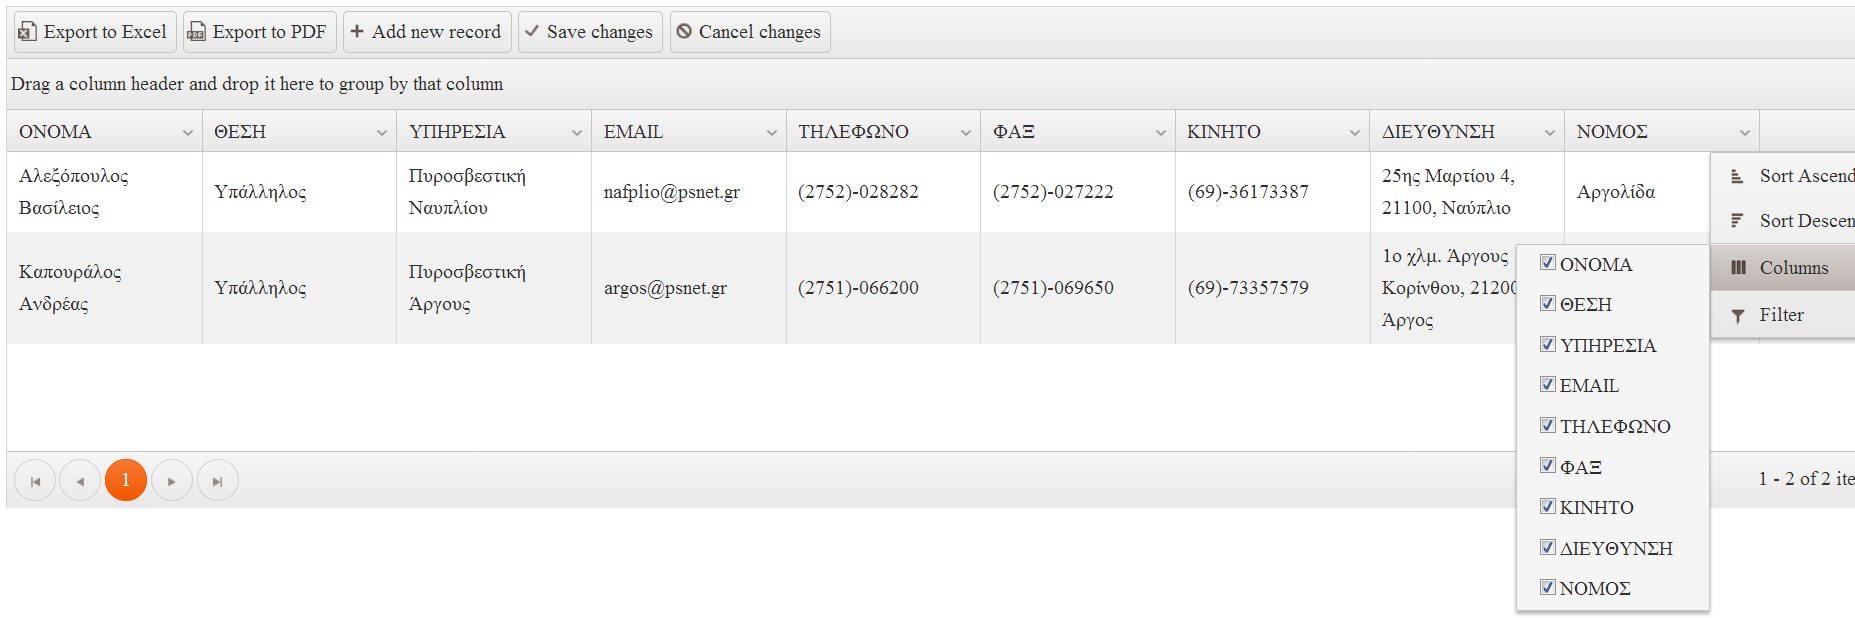 Export to Excel Export to PDF Add new record Save changes Cancel changes
Drag a column header and drop it here to group by that column
ΟΝΟΜΑ ΘΕΣΗ ΥΠΗΡΕΣΙΑ EMAIL ΤΗΛΕΦΩΝΟ ΦΑΞ ΚΙΝΗΤΟ ΔΙΕΥΘΥΝΣΗ ΝΟΜΟΣ
Αλεξόπουλος
Βασίλειος
Υπάλληλος
Πυροσβεστική
Ναυπλίου
nafplio@psnet.gr
(2752)-028282
(2752)-027222
(69)-36173387
25ης Μαρτίου 4,
21100, Ναύπλιο
Αργολίδα
Καπουράλος
Ανδρέας
Υπάλληλος
Πυροσβεστική
Άργους
argos@psnet.gr
(2751)-066200
(2751)-069650
(69)-73357579
1ο χλμ. Άργους
Κορίνθου, 21200
Άργος
Sort Ascend
Sort Descen
Columns
Filter
ΟΝΟΜΑ
ΘΕΣΗ
ΥΠΗΡΕΣΙΑ
EMAIL
ΤΗΛΕΦΩΝΟ
ΦΑΞ
ΚΙΝΗΤΟ
ΔΙΕΥΘΥΝΣΗ
ΝΟΜΟΣ
1
1 - 2 of 2 ite